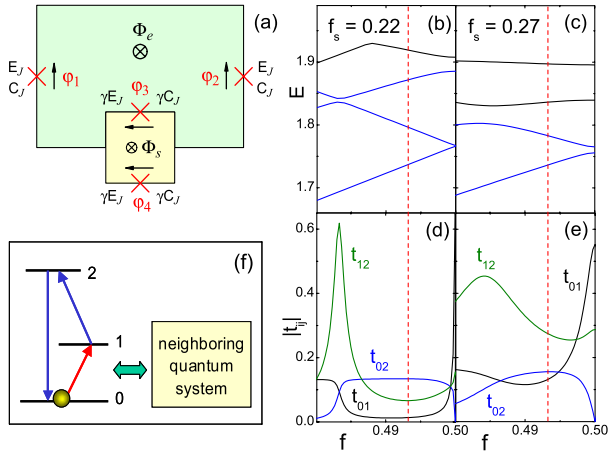 (a)
Φe
EJ
CJ
φ1
φ2
EJ
CJ
φ3
γEJ
γCJ
Φs
γEJ
γCJ
φ4
fs = 0.22
(b)
fs = 0.27
(c)
E
1.9
1.8
1.7
(d)
(e)
|tij|
0.6
0.4
0.2
0.0
t12
t02
t01
t12
t01
t02
0.49
0.50
0.49
0.50
f
f
(f)
2
1
0
neighboring
quantum
system